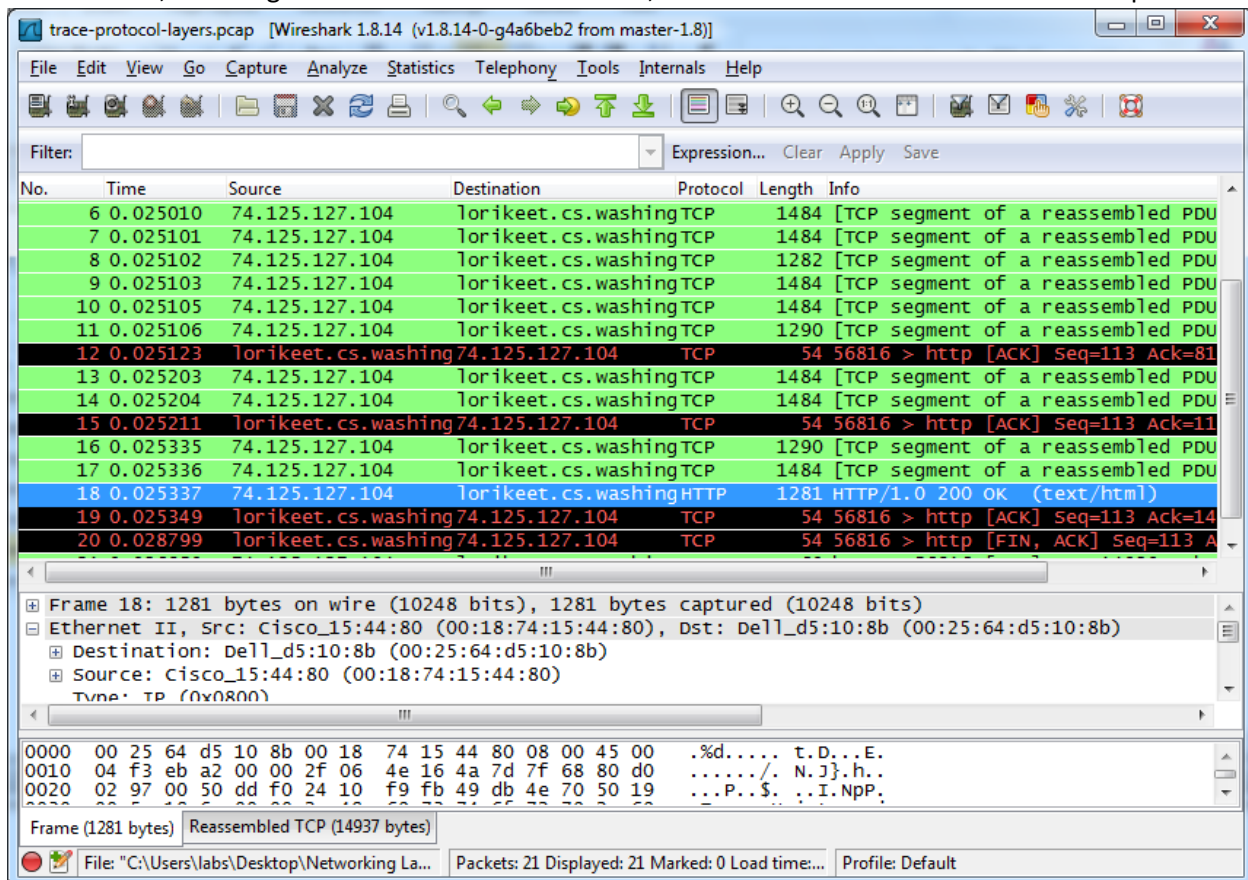 trace-protocol-layers.pcap [Wireshark 1.8.14 (v1.8.14-0-g4a6beb2 from master-1.8)]
File Edit View Go Capture Analyze Statistics Telephony Tools Internals Help
Filter: Expression... Clear Apply Save
No. Time Source Destination Protocol Length Info
6 0.025010 74.125.127.104 lorikeet.cs.washing TCP 1484 [TCP segment of a reassembled PDU
7 0.025101 74.125.127.104 lorikeet.cs.washing TCP 1484 [TCP segment of a reassembled PDU
8 0.025102 74.125.127.104 lorikeet.cs.washing TCP 1282 [TCP segment of a reassembled PDU
9 0.025103 74.125.127.104 lorikeet.cs.washing TCP 1484 [TCP segment of a reassembled PDU
10 0.025105 74.125.127.104 lorikeet.cs.washing TCP 1484 [TCP segment of a reassembled PDU
11 0.025106 74.125.127.104 lorikeet.cs.washing TCP 1290 [TCP segment of a reassembled PDU
12 0.025123 lorikeet.cs.washing 74.125.127.104 TCP 54 56816 > http [ACK] Seq=113 Ack=81
13 0.025203 74.125.127.104 lorikeet.cs.washing TCP 1484 [TCP segment of a reassembled PDU
14 0.025204 74.125.127.104 lorikeet.cs.washing TCP 1484 [TCP segment of a reassembled PDU
15 0.025211 lorikeet.cs.washing 74.125.127.104 TCP 54 56816 > http [ACK] Seq=113 Ack=11
16 0.025335 74.125.127.104 lorikeet.cs.washing TCP 1290 [TCP segment of a reassembled PDU
17 0.025336 74.125.127.104 lorikeet.cs.washing TCP 1484 [TCP segment of a reassembled PDU
18 0.025337 74.125.127.104 lorikeet.cs.washing HTTP 1281 HTTP/1.0 200 OK (text/html)
19 0.025349 lorikeet.cs.washing 74.125.127.104 TCP 54 56816 > http [ACK] Seq=113 Ack=14
20 0.028799 lorikeet.cs.washing 74.125.127.104 TCP 54 56816 > http [FIN, ACK] Seq=113 A
Frame 18: 1281 bytes on wire (10248 bits), 1281 bytes captured (10248 bits)
Ethernet II, Src: Cisco_15:44:80 (00:18:74:15:44:80), Dst: Dell_d5:10:8b (00:25:64:d5:10:8b)
Destination: Dell_d5:10:8b (00:25:64:d5:10:8b)
Source: Cisco_15:44:80 (00:18:74:15:44:80)
Type: IP (0x0800)
0000 00 25 64 d5 10 8b 00 18 74 15 44 80 08 00 45 00 .%d..... t.D...E.
0010 04 f3 eb a2 00 00 2f 06 4e 16 4a 7d 7f 68 80 d0 ....../. N.J}.h..
0020 02 97 00 50 dd f0 24 10 f9 fb 49 db 4e 70 50 19 ...P..$. ..I.NpP.
Frame (1281 bytes) Reassembled TCP (14937 bytes)
File: "C:\Users\labs\Desktop\Networking La... Packets: 21 Displayed: 21 Marked: 0 Load time:... Profile: Default